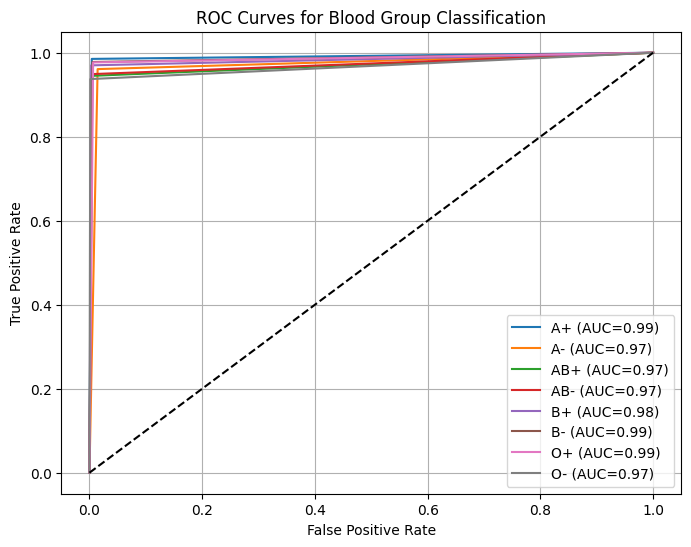 ROC Curves for Blood Group Classification
1.0
0.8
0.6
0.4
0.2
0.0
True Positive Rate
A+ (AUC=0.99)
A- (AUC=0.97)
AB+ (AUC=0.97)
AB- (AUC=0.97)
B+ (AUC=0.98)
B- (AUC=0.99)
O+ (AUC=0.99)
O- (AUC=0.97)
0.0 0.2 0.4 0.6 0.8 1.0
False Positive Rate